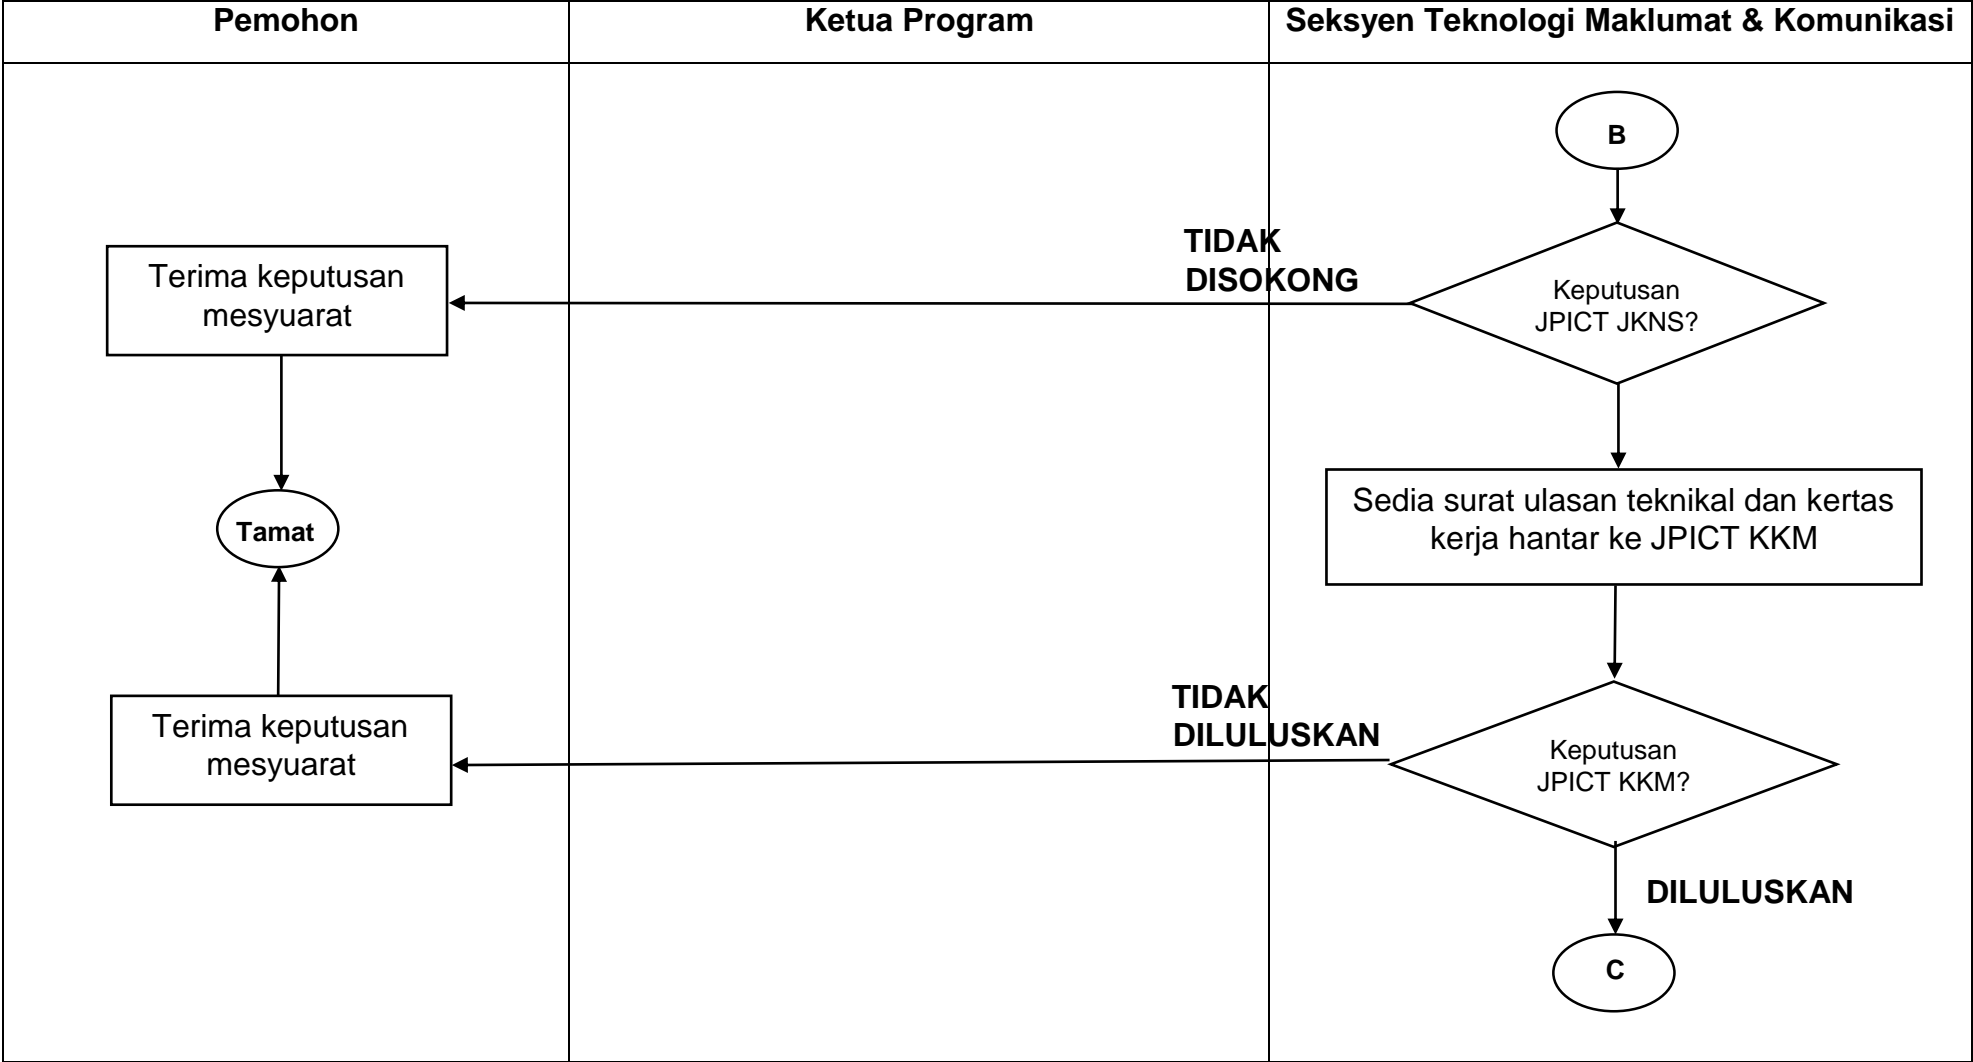 Pemohon
Ketua Program
Seksyen Teknologi Maklumat & Komunikasi
B
TIDAK
DISOKONG
Terima keputusan
mesyuarat
Keputusan
JPICT JKNS?
Tamat
Sedia surat ulasan teknikal dan kertas
kerja hantar ke JPICT KKM
TIDAK
DILULUSKAN
Terima keputusan
mesyuarat
Keputusan
JPICT KKM?
DILULUSKAN
C